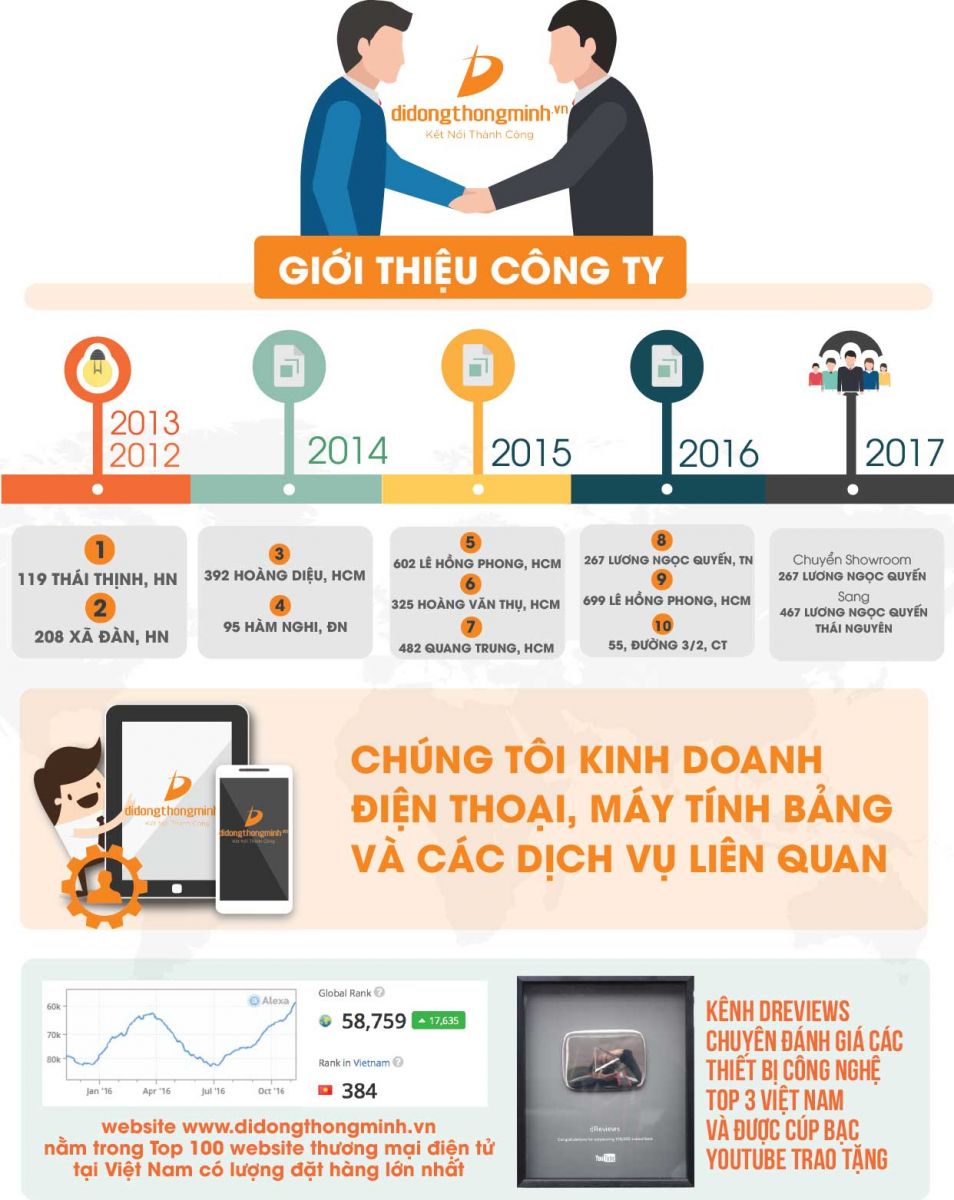 didongthongminh.vn
Kết Nối Thành Công
GIỚI THIỆU CÔNG TY
2013
2012
2014
2015
2016
2017
1
119 THÁI THỊNH, HN
2
208 XÃ ĐÀN, HN
3
392 HOÀNG DIỆU, HCM
4
95 HÀM NGHI, ĐN
5
602 LÊ HỒNG PHONG, HCM
6
325 HOÀNG VĂN THỤ, HCM
7
482 QUANG TRUNG, HCM
8
267 LƯƠNG NGỌC QUYẾN, TN
9
699 LÊ HỒNG PHONG, HCM
10
55, ĐƯỜNG 3/2, CT
Chuyển Showroom
267 LƯƠNG NGỌC QUYẾN
Sang
467 LƯƠNG NGỌC QUYẾN
THÁI NGUYÊN
didongthongminh
Kết Nối Thành Công
didongthongminh.vn
Kết Nối Thành Công
CHÚNG TÔI KINH DOANH
ĐIỆN THOẠI, MÁY TÍNH BẢNG
VÀ CÁC DỊCH VỤ LIÊN QUAN
Alexa
60k
70k
80k
Jan '16
Apr '16
Jul '16
Oct '16
Global Rank ?
58,759 17,635
Rank in Vietnam ?
384
website www.didongthongminh.vn
nằm trong Top 100 website thương mại điện tử
tại Việt Nam có lượng đặt hàng lớn nhất
dReviews
YouTube
KÊNH DREVIEWS
CHUYÊN ĐÁNH GIÁ CÁC
THIẾT BỊ CÔNG NGHỆ
TOP 3 VIỆT NAM
VÀ ĐƯỢC CÚP BẠC
YOUTUBE TRAO TẶNG